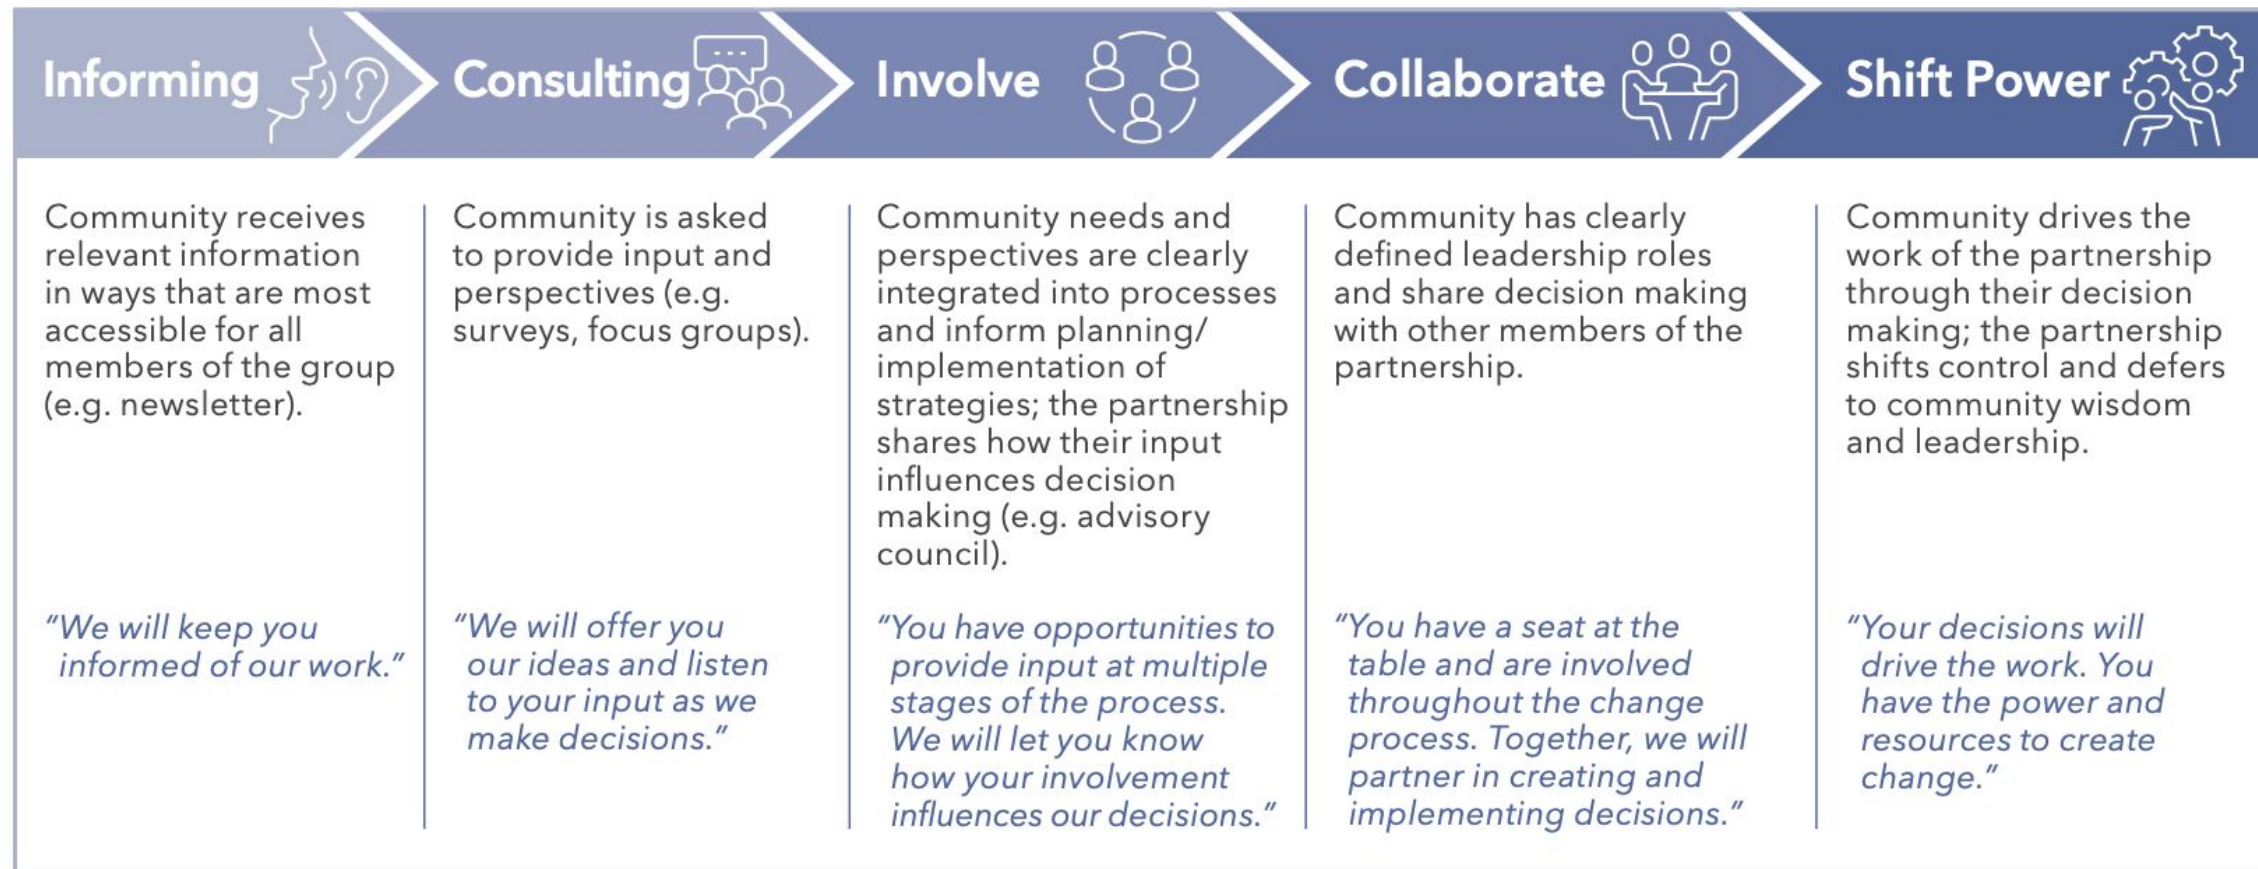 Informing
Consulting
Involve
Collaborate
Shift Power
Community receives
relevant information
in ways that are most
accessible for all
members of the group
(e.g. newsletter).
"We will keep you
informed of our work."
Community is asked
to provide input and
perspectives (e.g.
surveys, focus groups).
"We will offer you
our ideas and listen
to your input as we
make decisions."
Community needs and
perspectives are clearly
integrated into processes
and inform planning/
implementation of
strategies; the partnership
shares how their input
influences decision
making (e.g. advisory
council).
"You have opportunities to
provide input at multiple
stages of the process.
We will let you know
how your involvement
influences our decisions."
Community has clearly
defined leadership roles
and share decision making
with other members of the
partnership.
"You have a seat at the
table and are involved
throughout the change
process. Together, we will
partner in creating and
implementing decisions."
Community drives the
work of the partnership
through their decision
making; the partnership
shifts control and defers
to community wisdom
and leadership.
"Your decisions will
drive the work. You
have the power and
resources to create
change."